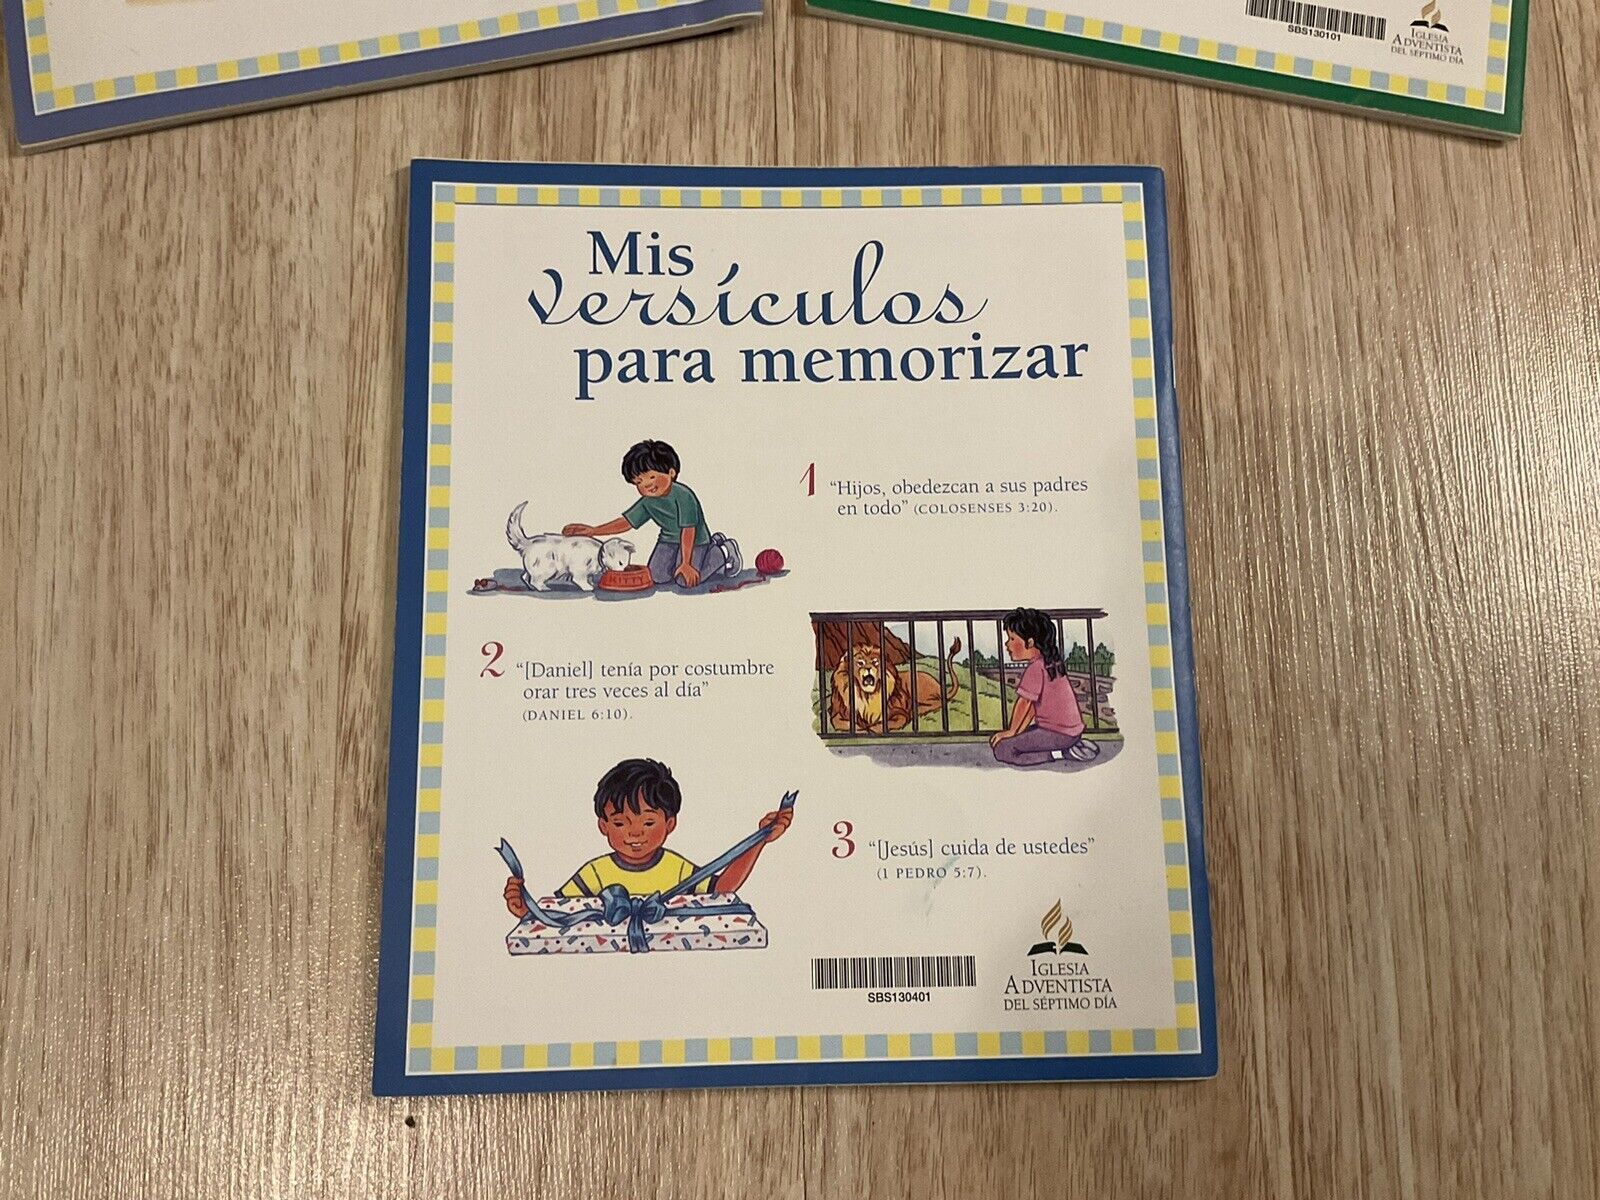 SBS130101
IGLESIA
ADVENTISTA
DEL SÉPTIMO DÍA
Mis
versículos
para memorizar
1 “Hijos, obedezcan a sus padres
en todo” (COLOSENSES 3:20).
KITTY
2 “[Daniel] tenía por costumbre
orar tres veces al día”
(DANIEL 6:10).
3 “[Jesús] cuida de ustedes”
(1 PEDRO 5:7).
SBS130401
IGLESIA
ADVENTISTA
DEL SÉPTIMO DÍA